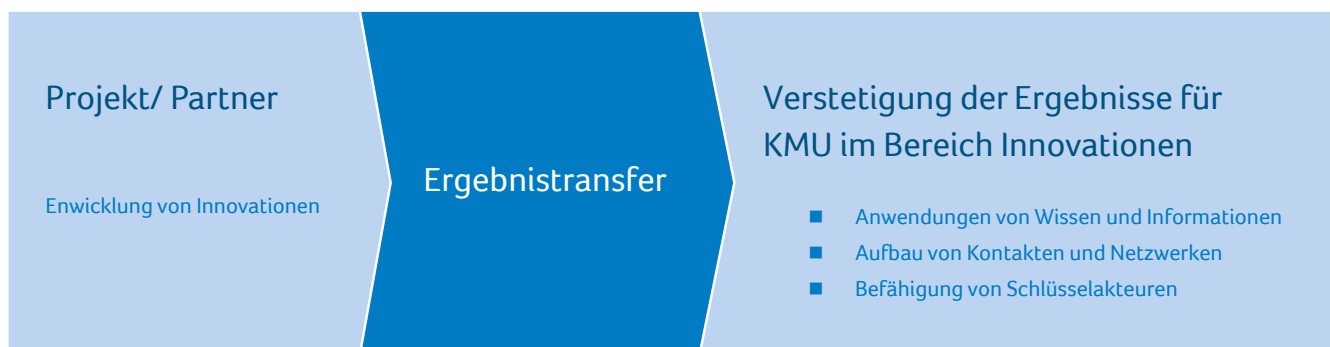 Projekt/ Partner
Enwicklung von Innovationen
Ergebnistransfer
Verstetigung der Ergebnisse für
KMU im Bereich Innovationen
■ Anwendungen von Wissen und Informationen
■ Aufbau von Kontakten und Netzwerken
■ Befähigung von Schlüsselakteuren